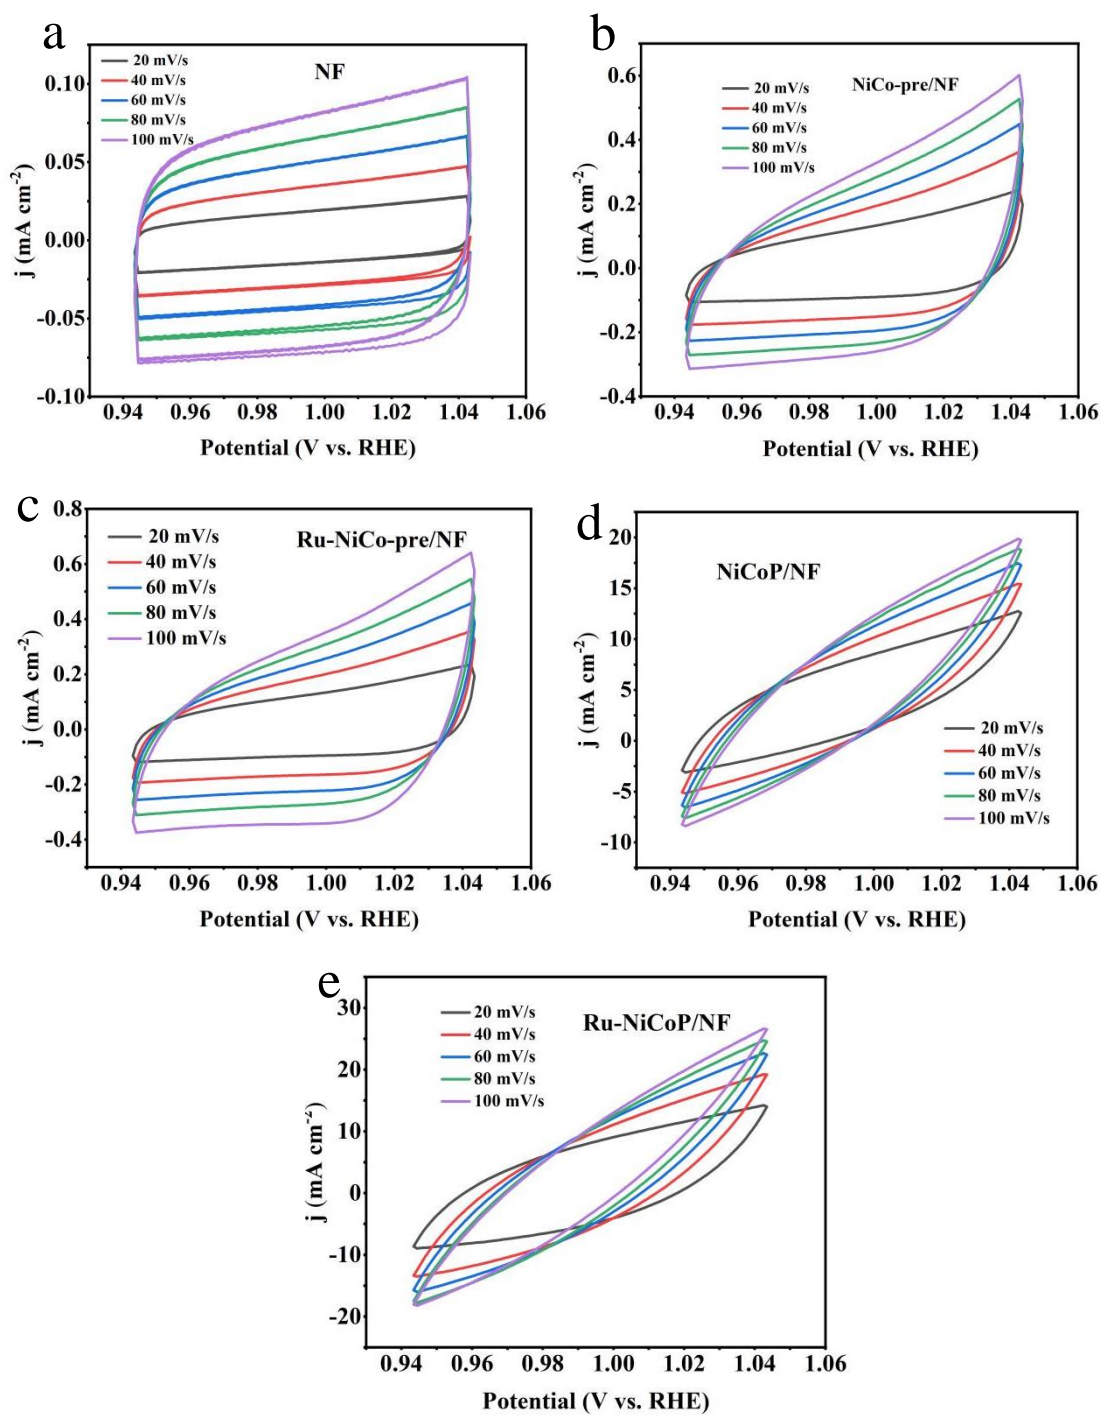 a
NF
20 mV/s
40 mV/s
60 mV/s
80 mV/s
100 mV/s
0.10
0.05
0.00
-0.05
-0.10
j (mA cm-2)
0.94 0.96 0.98 1.00 1.02 1.04 1.06
Potential (V vs. RHE)
b
NiCo-pre/NF
20 mV/s
40 mV/s
60 mV/s
80 mV/s
100 mV/s
0.6
0.4
0.2
0.0
-0.2
-0.4
j (mA cm-2)
0.94 0.96 0.98 1.00 1.02 1.04 1.06
Potential (V vs. RHE)
c
Ru-NiCo-pre/NF
20 mV/s
40 mV/s
60 mV/s
80 mV/s
100 mV/s
0.8
0.6
0.4
0.2
0.0
-0.2
-0.4
j (mA cm-2)
0.94 0.96 0.98 1.00 1.02 1.04 1.06
Potential (V vs. RHE)
d
NiCoP/NF
20 mV/s
40 mV/s
60 mV/s
80 mV/s
100 mV/s
20
15
10
5
0
-5
-10
j (mA cm-2)
0.94 0.96 0.98 1.00 1.02 1.04 1.06
Potential (V vs. RHE)
e
Ru-NiCoP/NF
20 mV/s
40 mV/s
60 mV/s
80 mV/s
100 mV/s
30
20
10
0
-10
-20
j (mA cm-2)
0.94 0.96 0.98 1.00 1.02 1.04 1.06
Potential (V vs. RHE)